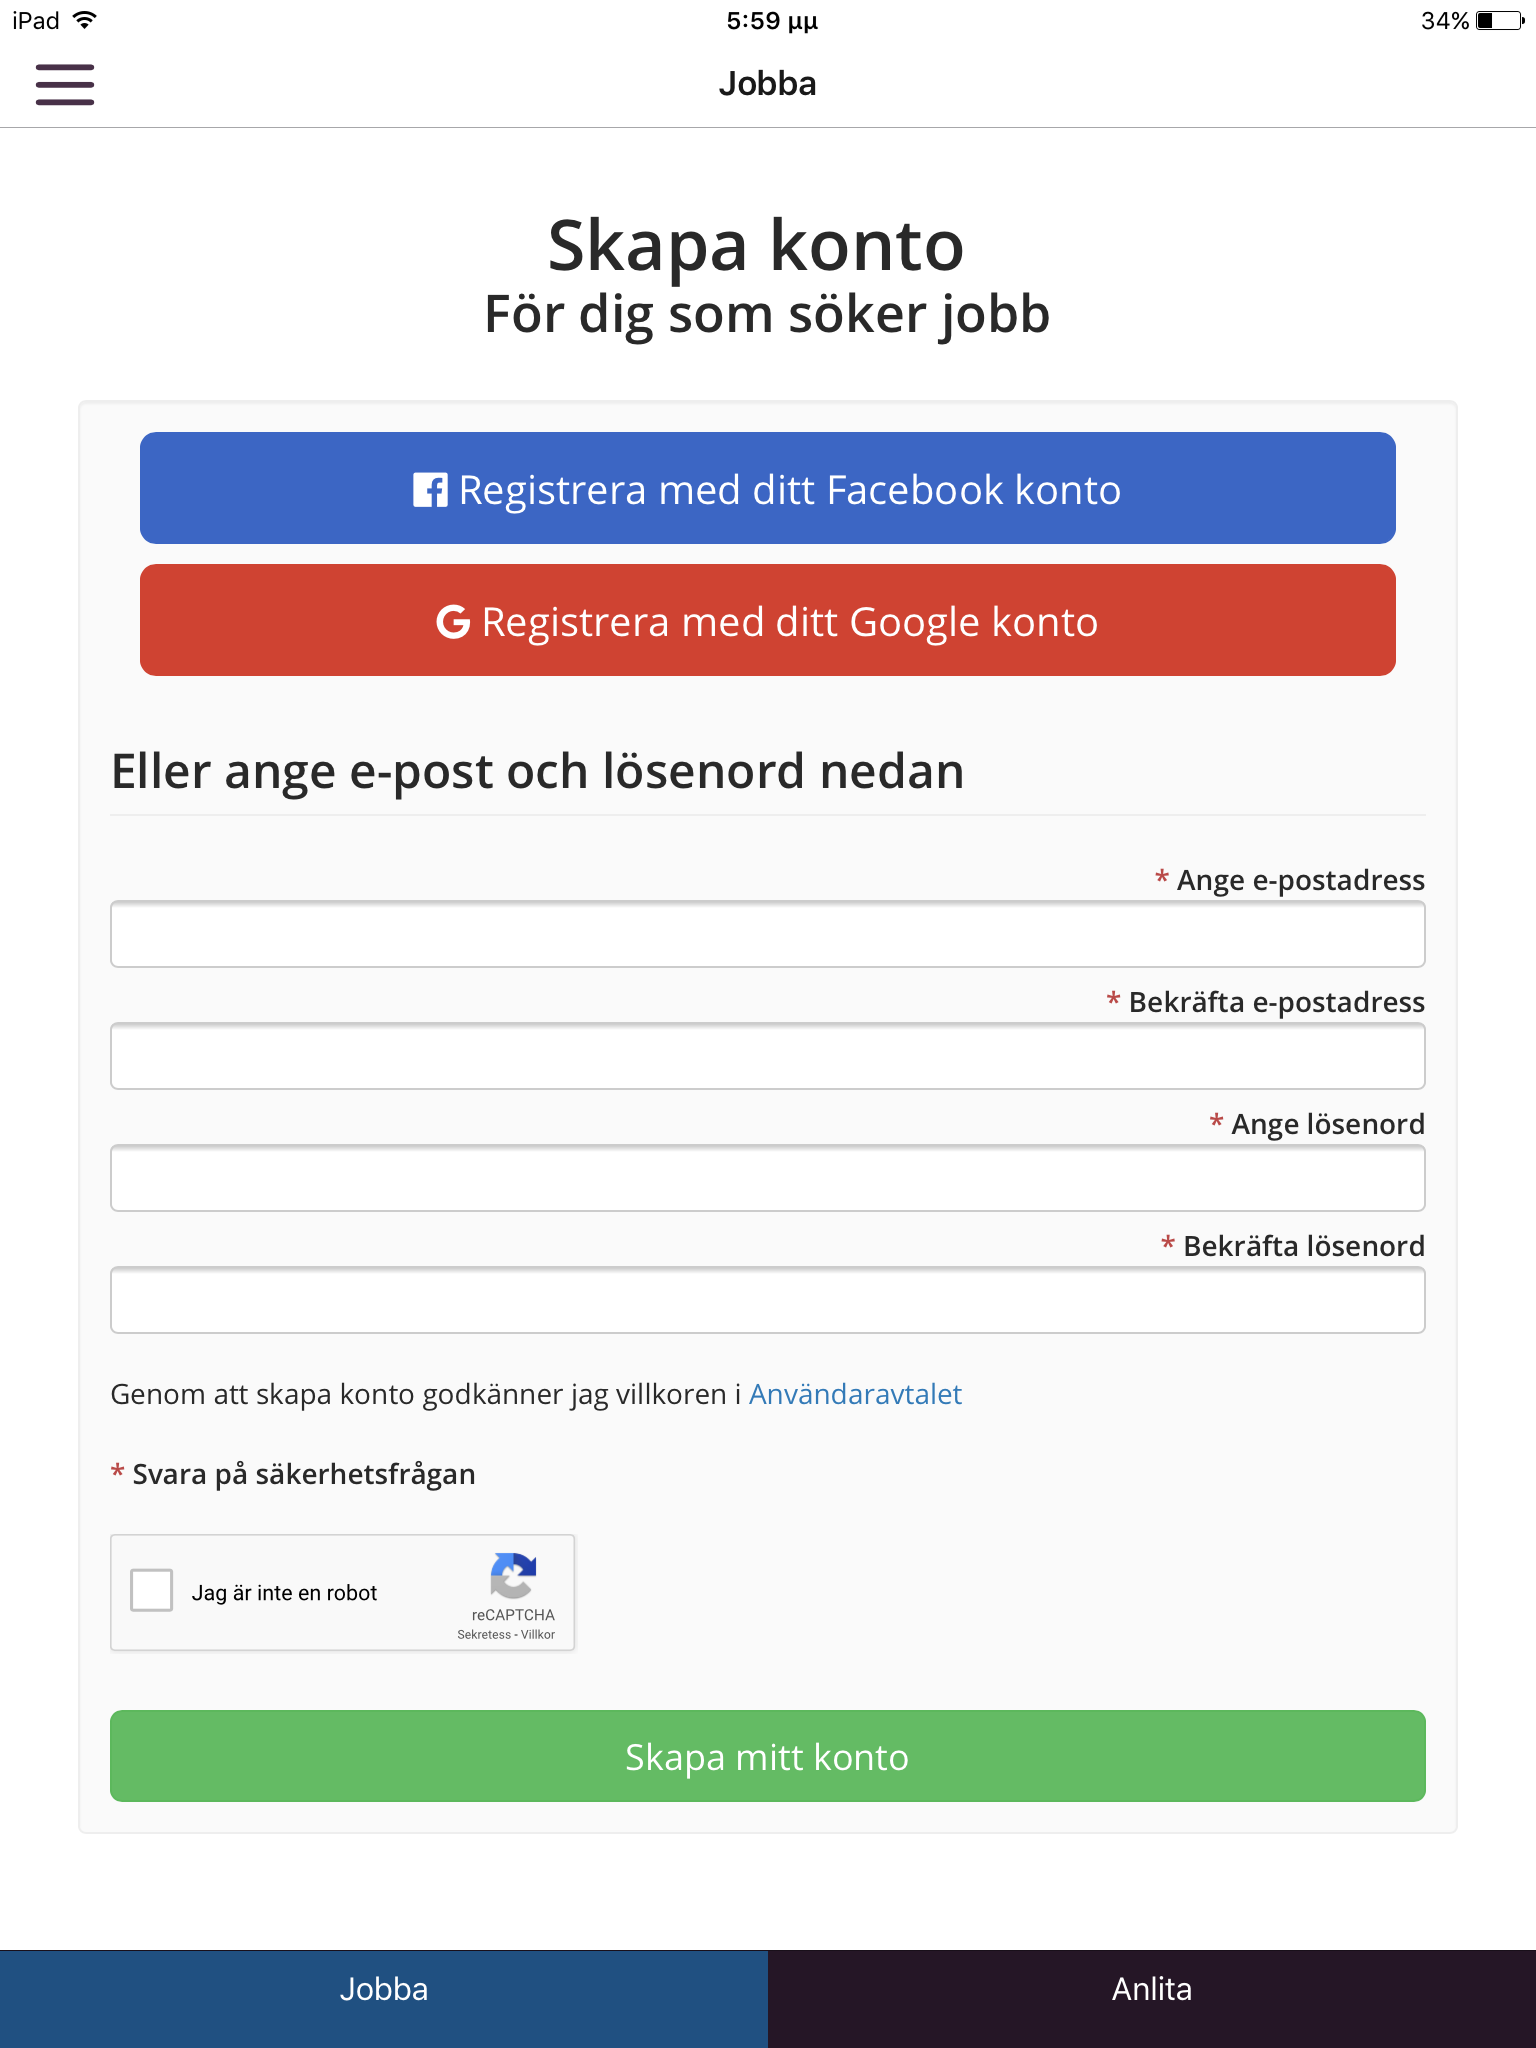 iPad 5:59 μμ 34%
Jobba
Skapa konto
För dig som söker jobb
Registrera med ditt Facebook konto
Registrera med ditt Google konto
Eller ange e-post och lösenord nedan
* Ange e-postadress
* Bekräfta e-postadress
* Ange lösenord
* Bekräfta lösenord
Genom att skapa konto godkänner jag villkoren i Användaravtalet
* Svara på säkerhetsfrågan
Jag är inte en robot
reCAPTCHA
Sekretess - Villkor
Skapa mitt konto
Jobba Anlita